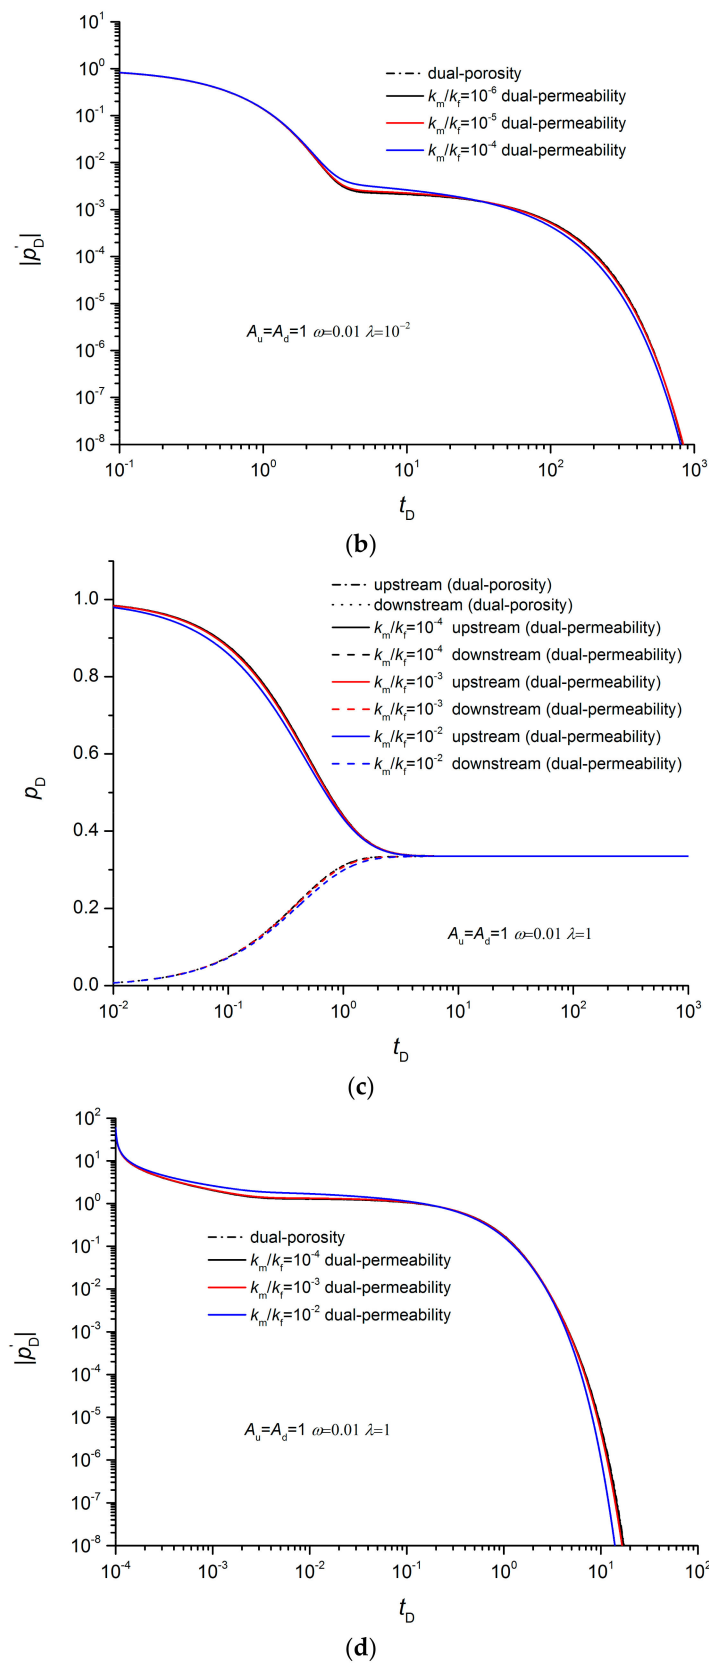 10¹
10⁰
10⁻¹
10⁻²
10⁻³
10⁻⁴
10⁻⁵
10⁻⁶
10⁻⁷
10⁻⁸
|p'D|
dual-porosity
km/kf=10⁻⁶ dual-permeability
km/kf=10⁻⁵ dual-permeability
km/kf=10⁻⁴ dual-permeability
Au=Ad=1 ω=0.01 λ=10⁻²
10⁻¹ 10⁰ 10¹ 10² 10³
tD
(b)
1.0
0.8
0.6
0.4
0.2
0.0
pD
upstream (dual-porosity)
downstream (dual-porosity)
km/kf=10⁻⁴ upstream (dual-permeability)
km/kf=10⁻⁴ downstream (dual-permeability)
km/kf=10⁻³ upstream (dual-permeability)
km/kf=10⁻³ downstream (dual-permeability)
km/kf=10⁻² upstream (dual-permeability)
km/kf=10⁻² downstream (dual-permeability)
Au=Ad=1 ω=0.01 λ=1
10⁻² 10⁻¹ 10⁰ 10¹ 10² 10³
tD
(c)
10²
10¹
10⁰
10⁻¹
10⁻²
10⁻³
10⁻⁴
10⁻⁵
10⁻⁶
10⁻⁷
10⁻⁸
|p'D|
dual-porosity
km/kf=10⁻⁴ dual-permeability
km/kf=10⁻³ dual-permeability
km/kf=10⁻² dual-permeability
Au=Ad=1 ω=0.01 λ=1
10⁻⁴ 10⁻³ 10⁻² 10⁻¹ 10⁰ 10¹ 10²
tD
(d)